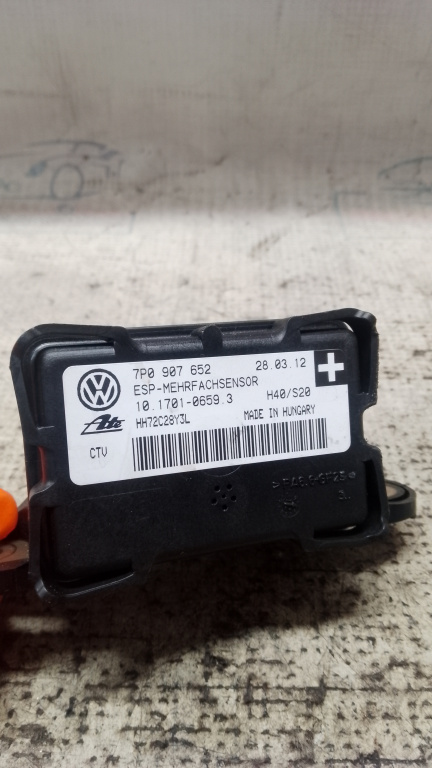 7P0 907 652 28.03.12
ESP-MEHRFACHSENSOR
10.1701-0659.3 H40/S20
Ate HH72C28Y3L MADE IN HUNGARY
CTV